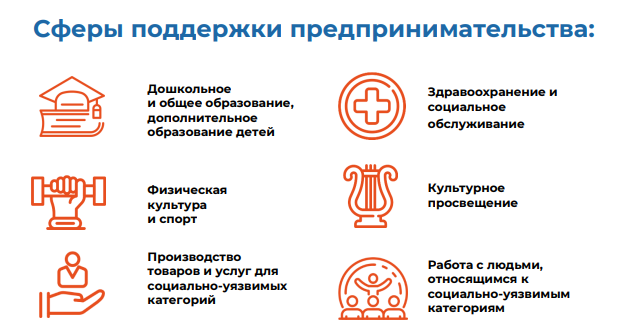 Сферы поддержки предпринимательства:
Дошкольное
и общее образование,
дополнительное
образование детей
Здравоохранение и
социальное
обслуживание
Физическая
культура
и спорт
Культурное
просвещение
Производство
товаров и услуг для
социально-уязвимых
категорий
Работа с людьми,
относящимся к
социально-уязвимым
категориям